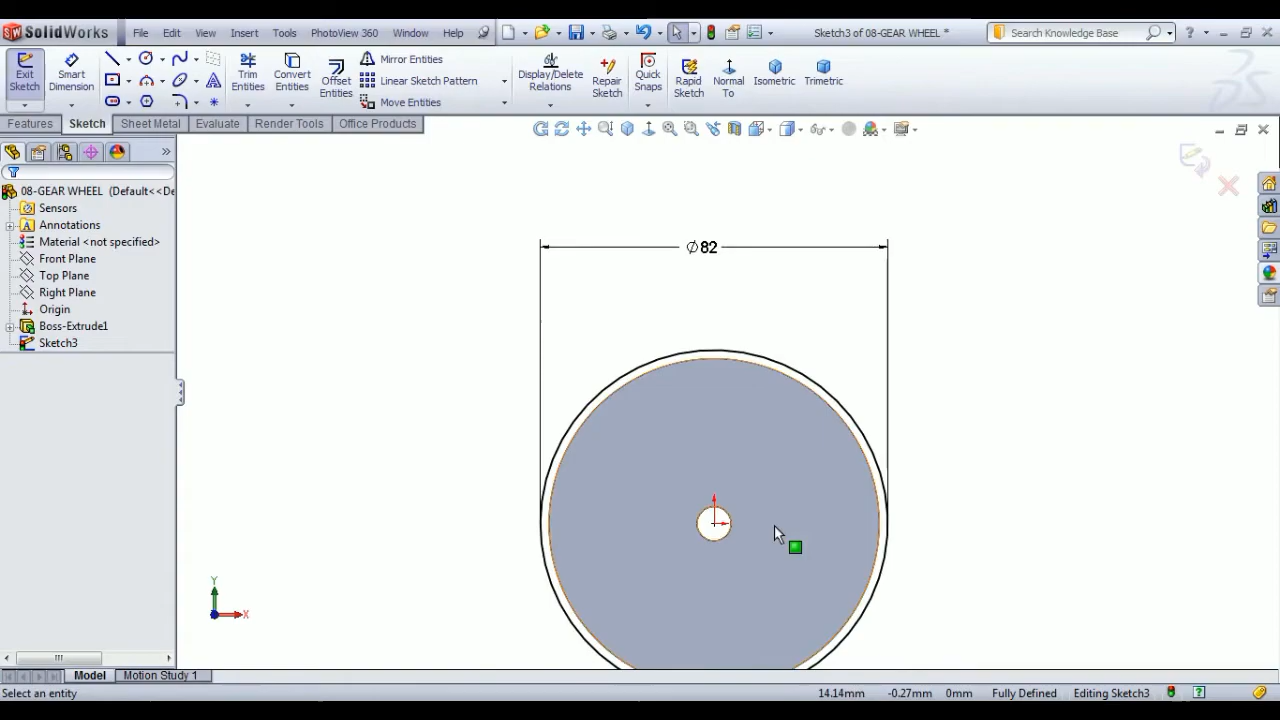 SolidWorks File Edit View Insert Tools PhotoView 360 Window Help Sketch3 of 08-GEAR WHEEL * Search Knowledge Base
Exit Sketch
Smart Dimension
Trim Entities
Convert Entities
Offset Entities
Mirror Entities
Linear Sketch Pattern
Move Entities
Display/Delete Relations
Repair Sketch
Quick Snaps
Rapid Sketch
Normal To
Isometric
Trimetric
Features Sketch Sheet Metal Evaluate Render Tools Office Products
08-GEAR WHEEL (Default<<De
Sensors
Annotations
Material <not specified>
Front Plane
Top Plane
Right Plane
Origin
Boss-Extrude1
Sketch3
∅82
Y
X
Model Motion Study 1
Select an entity 14.14mm -0.27mm 0mm Fully Defined Editing Sketch3